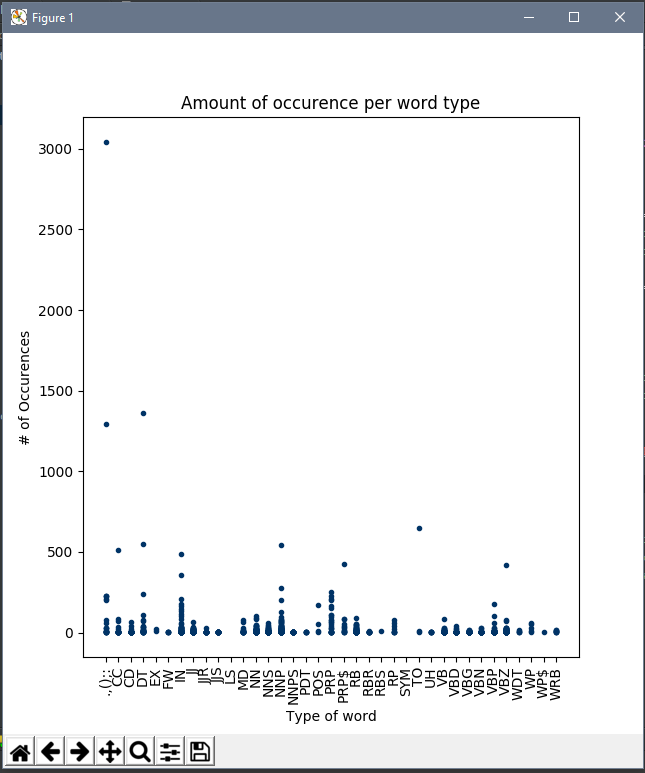 Figure 1
Amount of occurence per word type
3000
2500
2000
1500
1000
500
0
# of Occurences
CC
CD
DT
EX
FW
IN
JJ
JJR
JJS
LS
MD
NN
NNS
NNP
NNPS
PDT
POS
PRP
PRP$
RB
RBR
RBS
RP
SYM
TO
UH
VB
VBD
VBG
VBN
VBP
VBZ
WDT
WP
WP$
WRB
Type of word